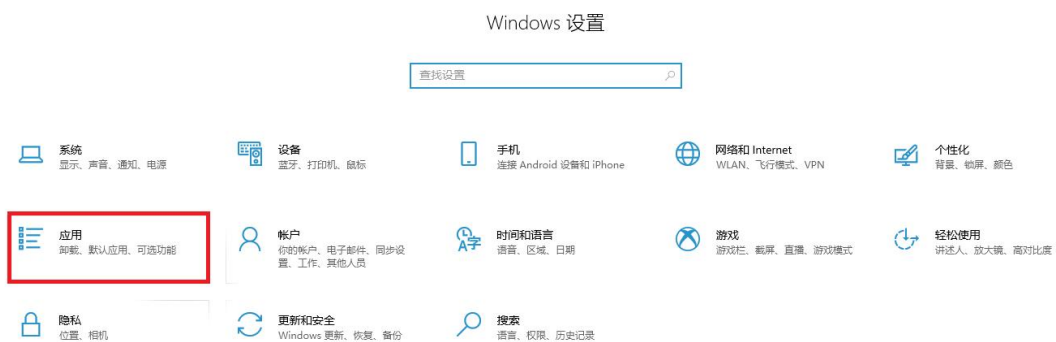 Windows 设置
查找设置
系统
显示、声音、通知、电源
设备
蓝牙、打印机、鼠标
手机
连接 Android 设备和 iPhone
网络和 Internet
WLAN、飞行模式、VPN
个性化
背景、锁屏、颜色
应用
卸载、默认应用、可选功能
帐户
你的帐户、电子邮件、同步设
置、工作、其他人员
时间和语言
语音、区域、日期
游戏
游戏栏、截屏、直播、游戏模式
轻松使用
讲述人、放大镜、高对比度
隐私
位置、相机
更新和安全
Windows 更新、恢复、备份
搜索
语言、权限、历史记录